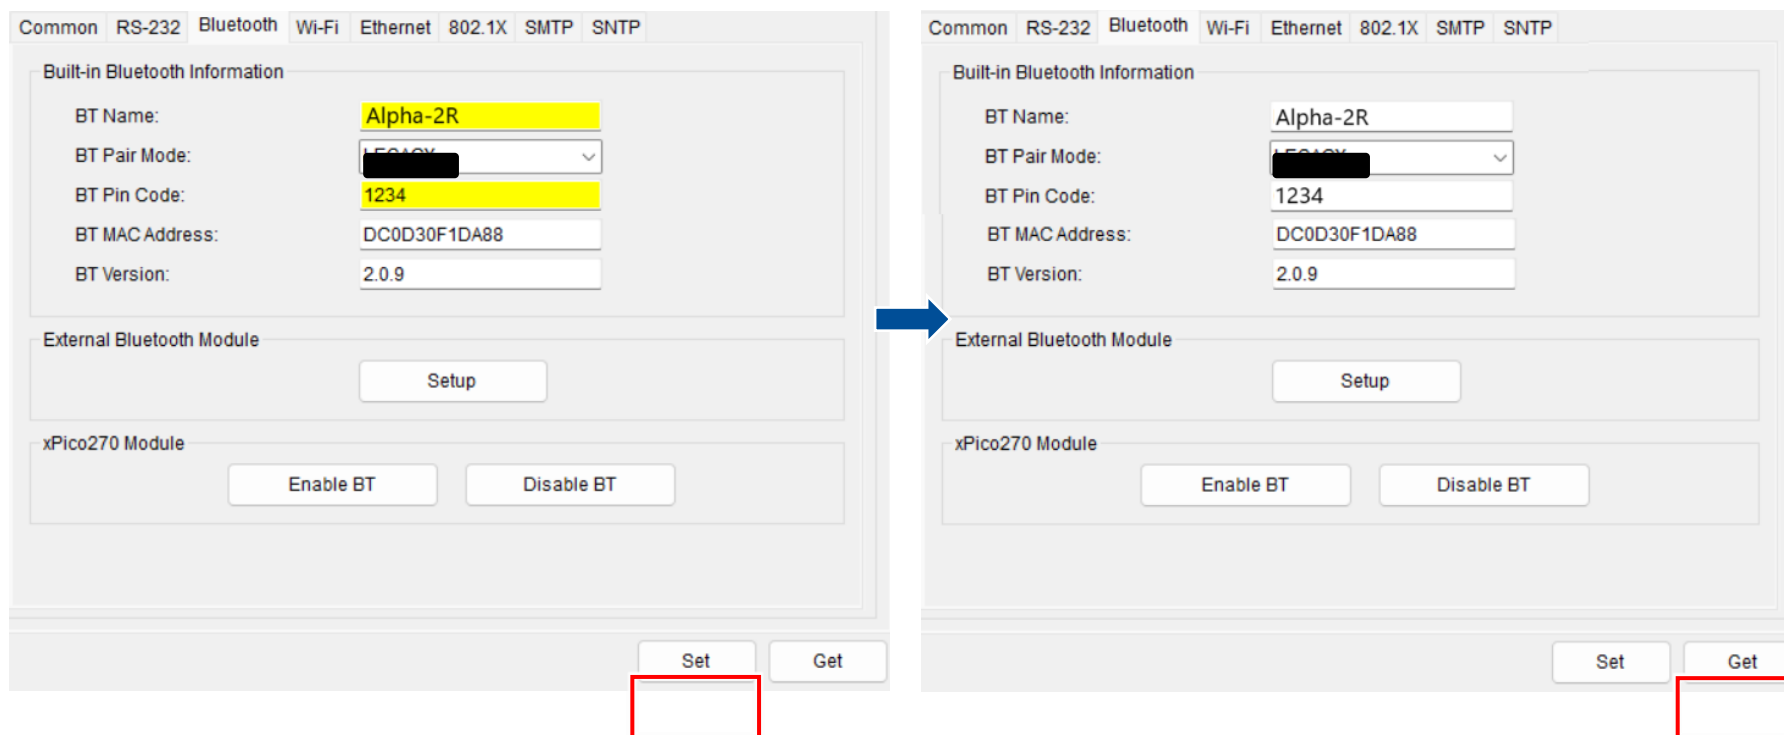 Common RS-232 Bluetooth Wi-Fi Ethernet 802.1X SMTP SNTP
Built-in Bluetooth Information
BT Name: Alpha-2R
BT Pair Mode:
BT Pin Code: 1234
BT MAC Address: DC0D30F1DA88
BT Version: 2.0.9
External Bluetooth Module
Setup
xPico270 Module
Enable BT Disable BT
Set Get
Common RS-232 Bluetooth Wi-Fi Ethernet 802.1X SMTP SNTP
Built-in Bluetooth Information
BT Name: Alpha-2R
BT Pair Mode:
BT Pin Code: 1234
BT MAC Address: DC0D30F1DA88
BT Version: 2.0.9
External Bluetooth Module
Setup
xPico270 Module
Enable BT Disable BT
Set Get